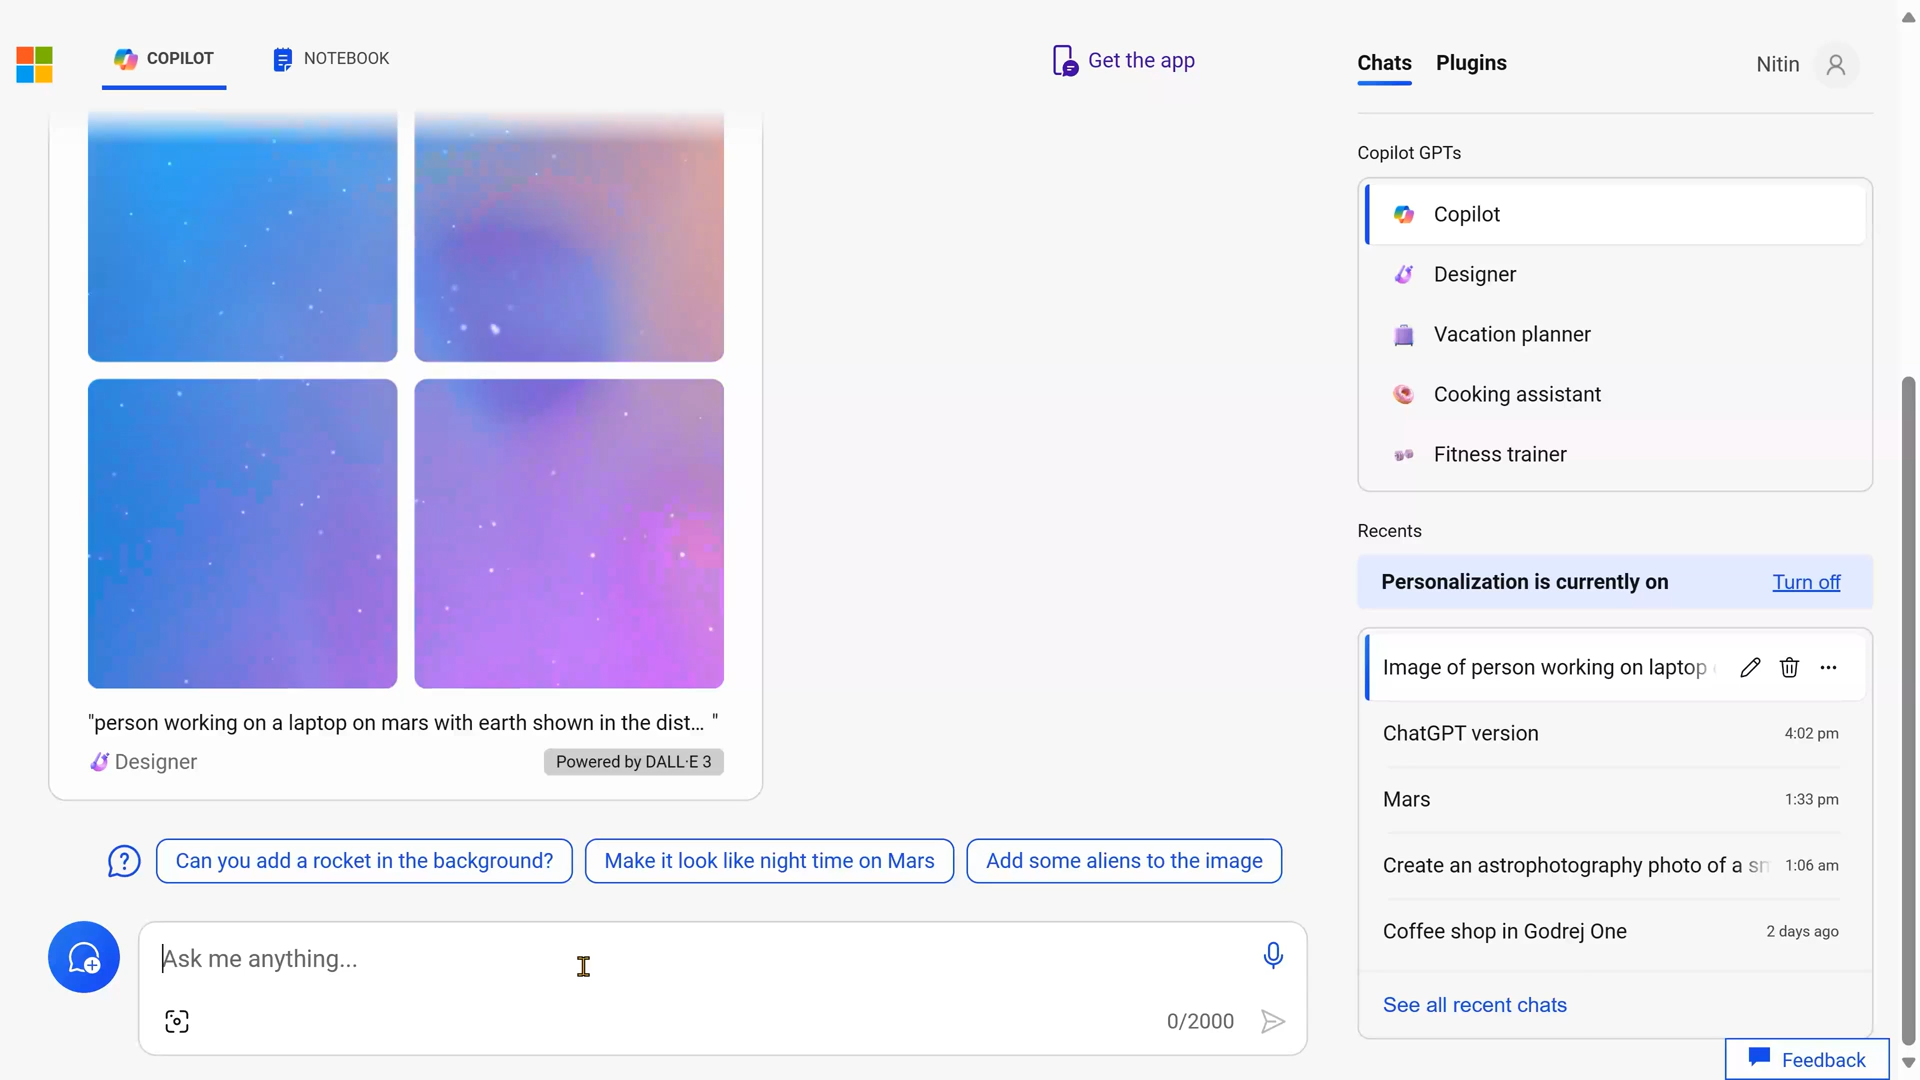 COPILOT
NOTEBOOK
Get the app
Chats
Plugins
Nitin
"person working on a laptop on mars with earth shown in the dist... "
Designer
Powered by DALL·E 3
Can you add a rocket in the background?
Make it look like night time on Mars
Add some aliens to the image
Ask me anything...
0/2000
Copilot GPTs
Copilot
Designer
Vacation planner
Cooking assistant
Fitness trainer
Recents
Personalization is currently on
Turn off
Image of person working on laptop
ChatGPT version
4:02 pm
Mars
1:33 pm
Create an astrophotography photo of a sm
1:06 am
Coffee shop in Godrej One
2 days ago
See all recent chats
Feedback